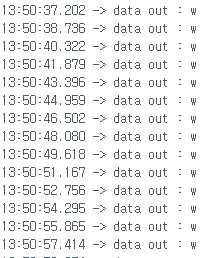 13:50:37.202 -> data out : w
13:50:38.736 -> data out : w
13:50:40.322 -> data out : w
13:50:41.879 -> data out : w
13:50:43.396 -> data out : w
13:50:44.959 -> data out : w
13:50:46.502 -> data out : w
13:50:48.080 -> data out : w
13:50:49.618 -> data out : w
13:50:51.167 -> data out : w
13:50:52.756 -> data out : w
13:50:54.295 -> data out : w
13:50:55.865 -> data out : w
13:50:57.414 -> data out : w